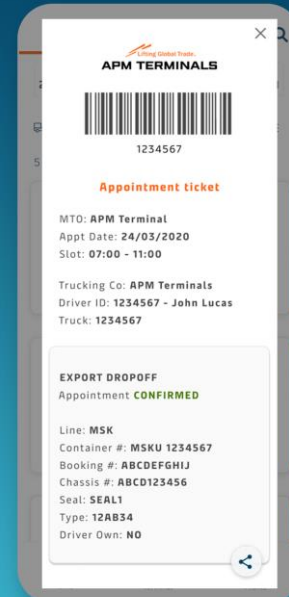 Lifting Global Trade.
APM TERMINALS
1234567
Appointment ticket
MTO: APM Terminal
Appt Date: 24/03/2020
Slot: 07:00 - 11:00
Trucking Co: APM Terminals
Driver ID: 1234567 - John Lucas
Truck: 1234567
EXPORT DROPOFF
Appointment CONFIRMED
Line: MSK
Container #: MSKU 1234567
Booking #: ABCDEFGHIJ
Chassis #: ABCD123456
Seal: SEAL1
Type: 12AB34
Driver Own: NO